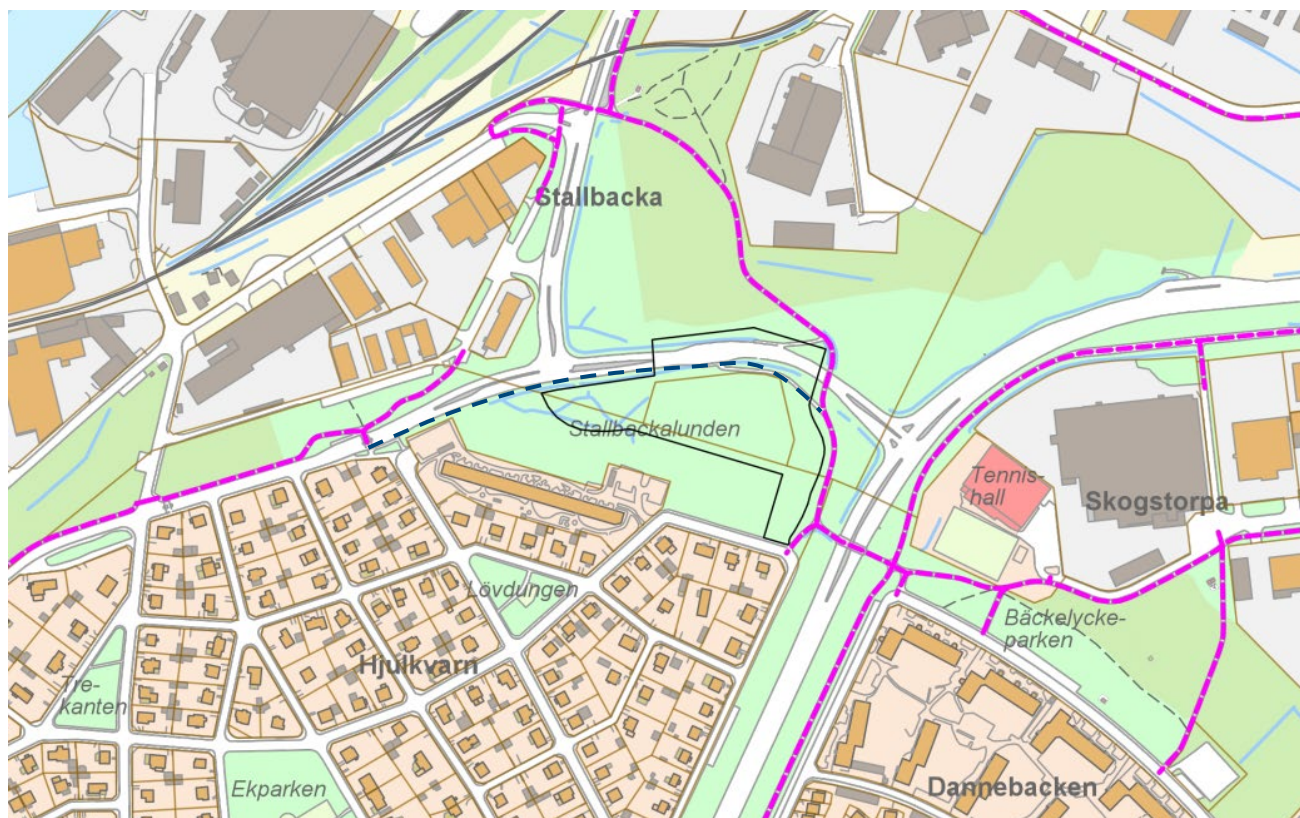 Stallbacka
Stallbackalunden
Tennis-
hall
Skogstorpa
Lövdungen
Bäckelycke-
parken
Hjulkvarn
Tre-
kanten
Ekparken
Dannebacken